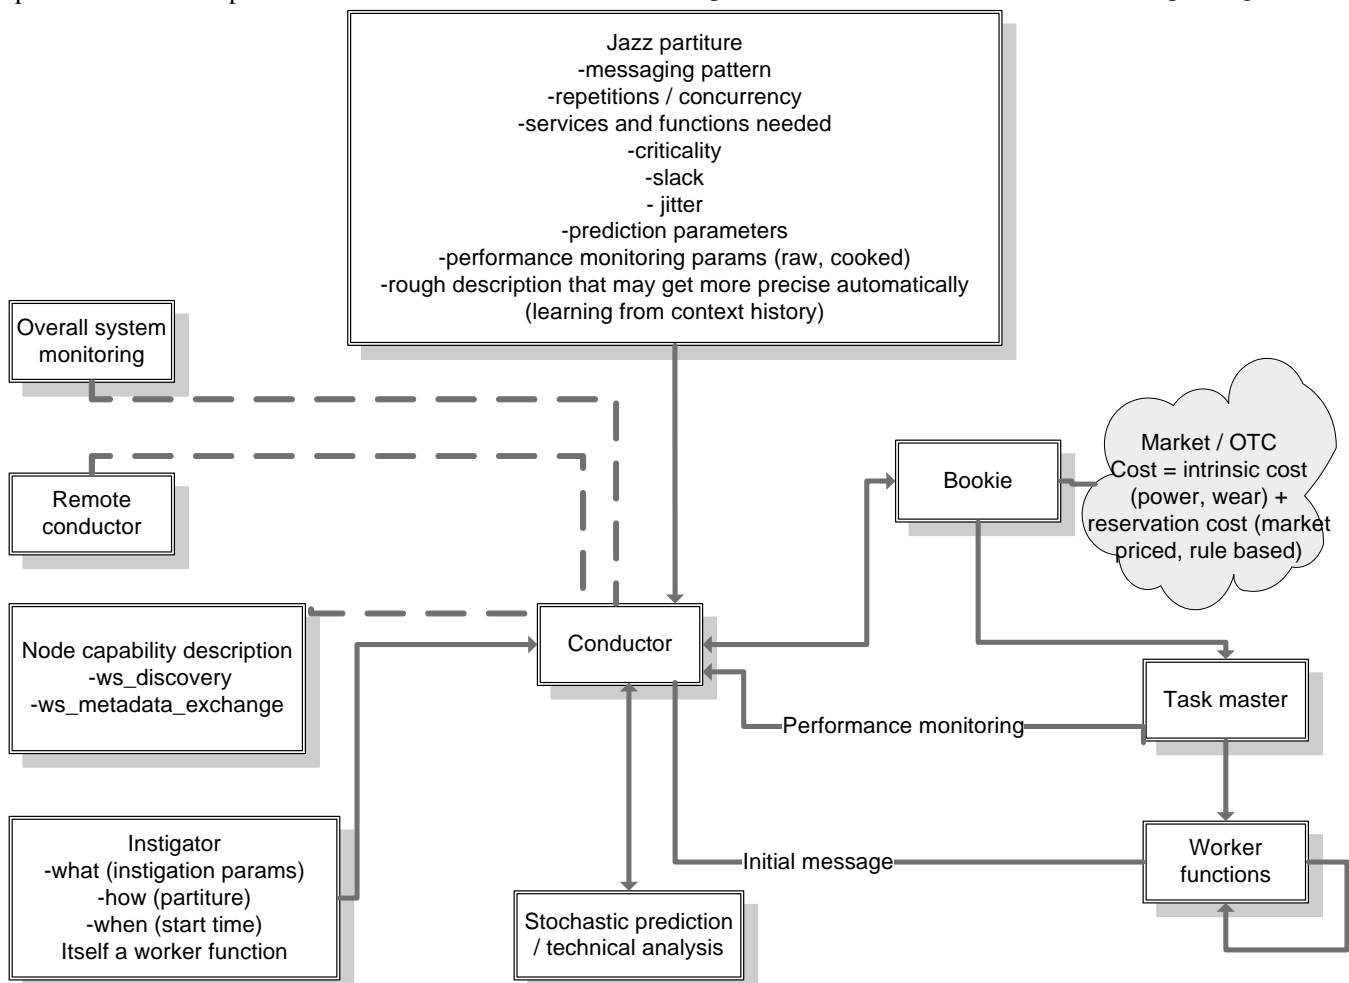 Jazz partiture
-messaging pattern
-repetitions / concurrency
-services and functions needed
-criticality
-slack
- jitter
-prediction parameters
-performance monitoring params (raw, cooked)
-rough description that may get more precise automatically
(learning from context history)
Overall system
monitoring
Remote
conductor
Bookie
Market / OTC
Cost = intrinsic cost
(power, wear) +
reservation cost (market
priced, rule based)
Node capability description
-ws_discovery
-ws_metadata_exchange
Conductor
Task master
Performance monitoring
Instigator
-what (instigation params)
-how (partiture)
-when (start time)
Itself a worker function
Initial message
Worker
functions
Stochastic prediction
/ technical analysis